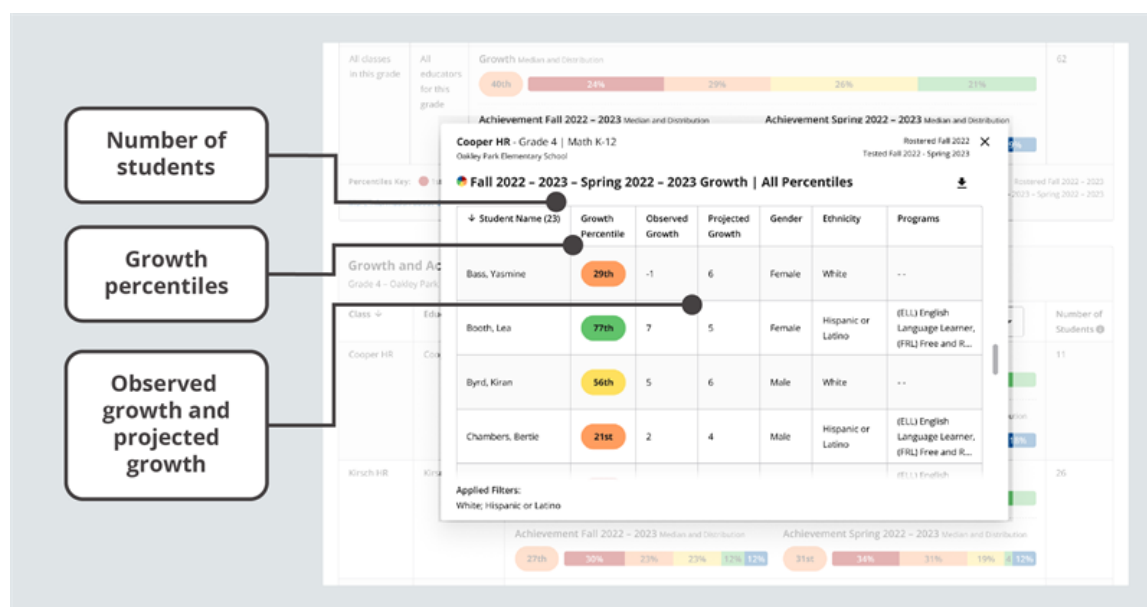 Number of
students
Growth
percentiles
Observed
growth and
projected
growth
All classes
in this grade
All
educators
for this
grade
Growth Median and Distribution
62
40th 24% 29% 26% 21%
Achievement Fall 2022 – 2023 Median and Distribution
Achievement Spring 2022 – 2023 Median and Distribution
Percentiles Key:
Rostered Fall 2022 – 2023
Growth and
Grade 4 – Oakley Park
Class
Number of
Students
Cooper HR
11
Kirsch HR
26
Cooper HR - Grade 4 | Math K-12
Oakley Park Elementary School
Rostered Fall 2022
Tested Fall 2022 - Spring 2023
Fall 2022 – 2023 – Spring 2022 – 2023 Growth | All Percentiles
↓ Student Name (23) Growth Percentile Observed Growth Projected Growth Gender Ethnicity Programs
Bass, Yasmine 29th -1 6 Female White - -
Booth, Lea 77th 7 5 Female Hispanic or Latino (ELL) English Language Learner, (FRL) Free and R...
Byrd, Kiran 56th 5 6 Male White - -
Chambers, Bertie 21st 2 4 Male Hispanic or Latino (ELL) English Language Learner, (FRL) Free and R...
(ELL) English
Applied Filters:
White; Hispanic or Latino
Achievement Fall 2022 – 2023 Median and Distribution
Achievement Spring 2022 – 2023 Median and Distribution
27th 30% 23% 23% 12% 12%
31st 34% 31% 19% 4 12%